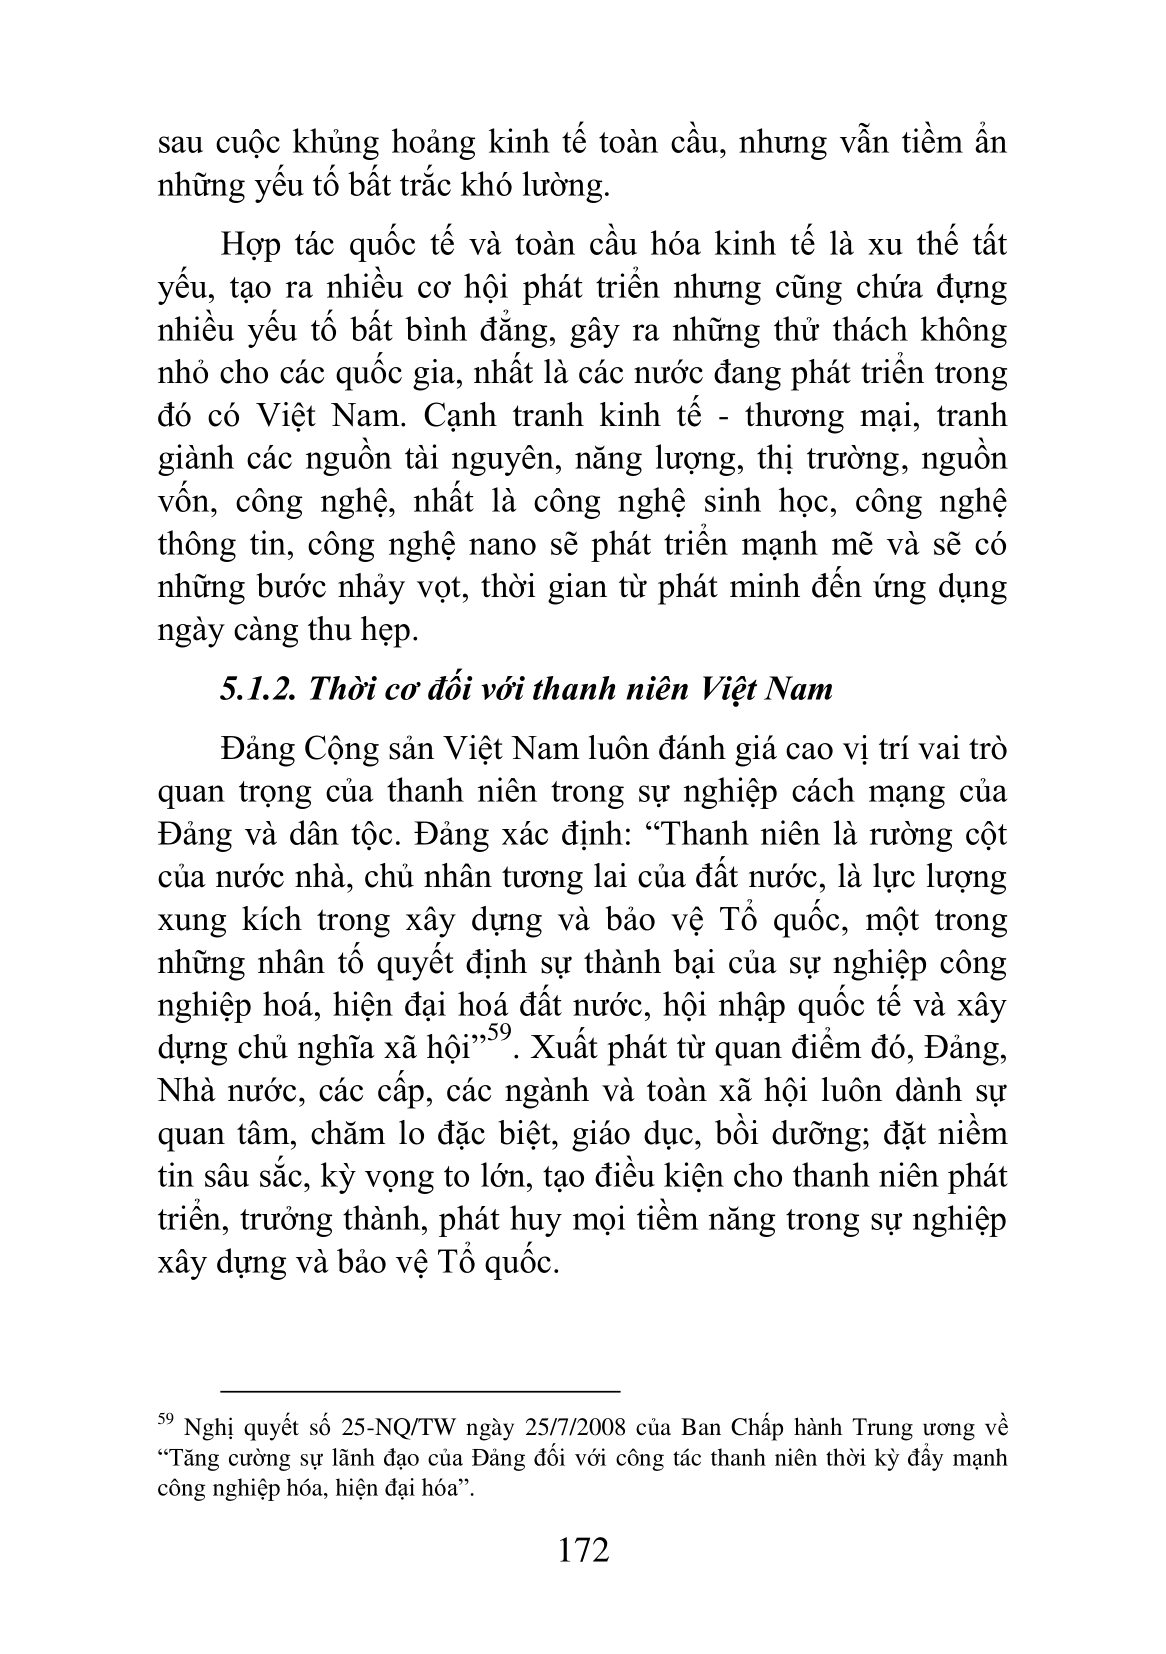 sau cuộc khủng hoảng kinh tế toàn cầu, nhưng vẫn tiềm ẩn
những yếu tố bất trắc khó lường.
Hợp tác quốc tế và toàn cầu hóa kinh tế là xu thế tất
yếu, tạo ra nhiều cơ hội phát triển nhưng cũng chứa đựng
nhiều yếu tố bất bình đẳng, gây ra những thử thách không
nhỏ cho các quốc gia, nhất là các nước đang phát triển trong
đó có Việt Nam. Cạnh tranh kinh tế - thương mại, tranh
giành các nguồn tài nguyên, năng lượng, thị trường, nguồn
vốn, công nghệ, nhất là công nghệ sinh học, công nghệ
thông tin, công nghệ nano sẽ phát triển mạnh mẽ và sẽ có
những bước nhảy vọt, thời gian từ phát minh đến ứng dụng
ngày càng thu hẹp.
5.1.2. Thời cơ đối với thanh niên Việt Nam
Đảng Cộng sản Việt Nam luôn đánh giá cao vị trí vai trò
quan trọng của thanh niên trong sự nghiệp cách mạng của
Đảng và dân tộc. Đảng xác định: “Thanh niên là rường cột
của nước nhà, chủ nhân tương lai của đất nước, là lực lượng
xung kích trong xây dựng và bảo vệ Tổ quốc, một trong
những nhân tố quyết định sự thành bại của sự nghiệp công
nghiệp hoá, hiện đại hoá đất nước, hội nhập quốc tế và xây
dựng chủ nghĩa xã hội”59. Xuất phát từ quan điểm đó, Đảng,
Nhà nước, các cấp, các ngành và toàn xã hội luôn dành sự
quan tâm, chăm lo đặc biệt, giáo dục, bồi dưỡng; đặt niềm
tin sâu sắc, kỳ vọng to lớn, tạo điều kiện cho thanh niên phát
triển, trưởng thành, phát huy mọi tiềm năng trong sự nghiệp
xây dựng và bảo vệ Tổ quốc.
59 Nghị quyết số 25-NQ/TW ngày 25/7/2008 của Ban Chấp hành Trung ương về
“Tăng cường sự lãnh đạo của Đảng đối với công tác thanh niên thời kỳ đẩy mạnh
công nghiệp hóa, hiện đại hóa”.
172